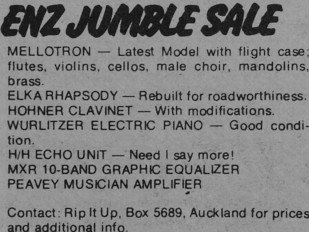 ENZ JUMBLE SALE
MELLOTRON — Latest Model with flight case;
flutes, violins, cellos, male choir, mandolins,
brass.
ELKA RHAPSODY — Rebuilt for roadworthiness.
HOHNER CLAVINET — With modifications.
WURLITZER ELECTRIC PIANO — Good condi-
tion.
H/H ECHO UNIT — Need I say more!
MXR 10-BAND GRAPHIC EQUALIZER
PEAVEY MUSICIAN AMPLIFIER
Contact: Rip It Up, Box 5689, Auckland for prices
and additional info.